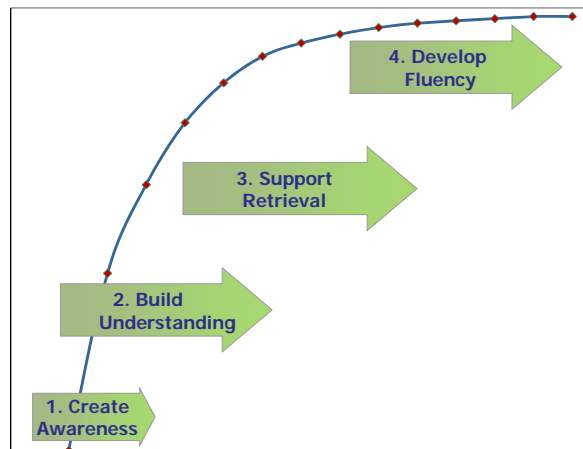 4. Develop
Fluency
3. Support
Retrieval
2. Build
Understanding
1. Create
Awareness